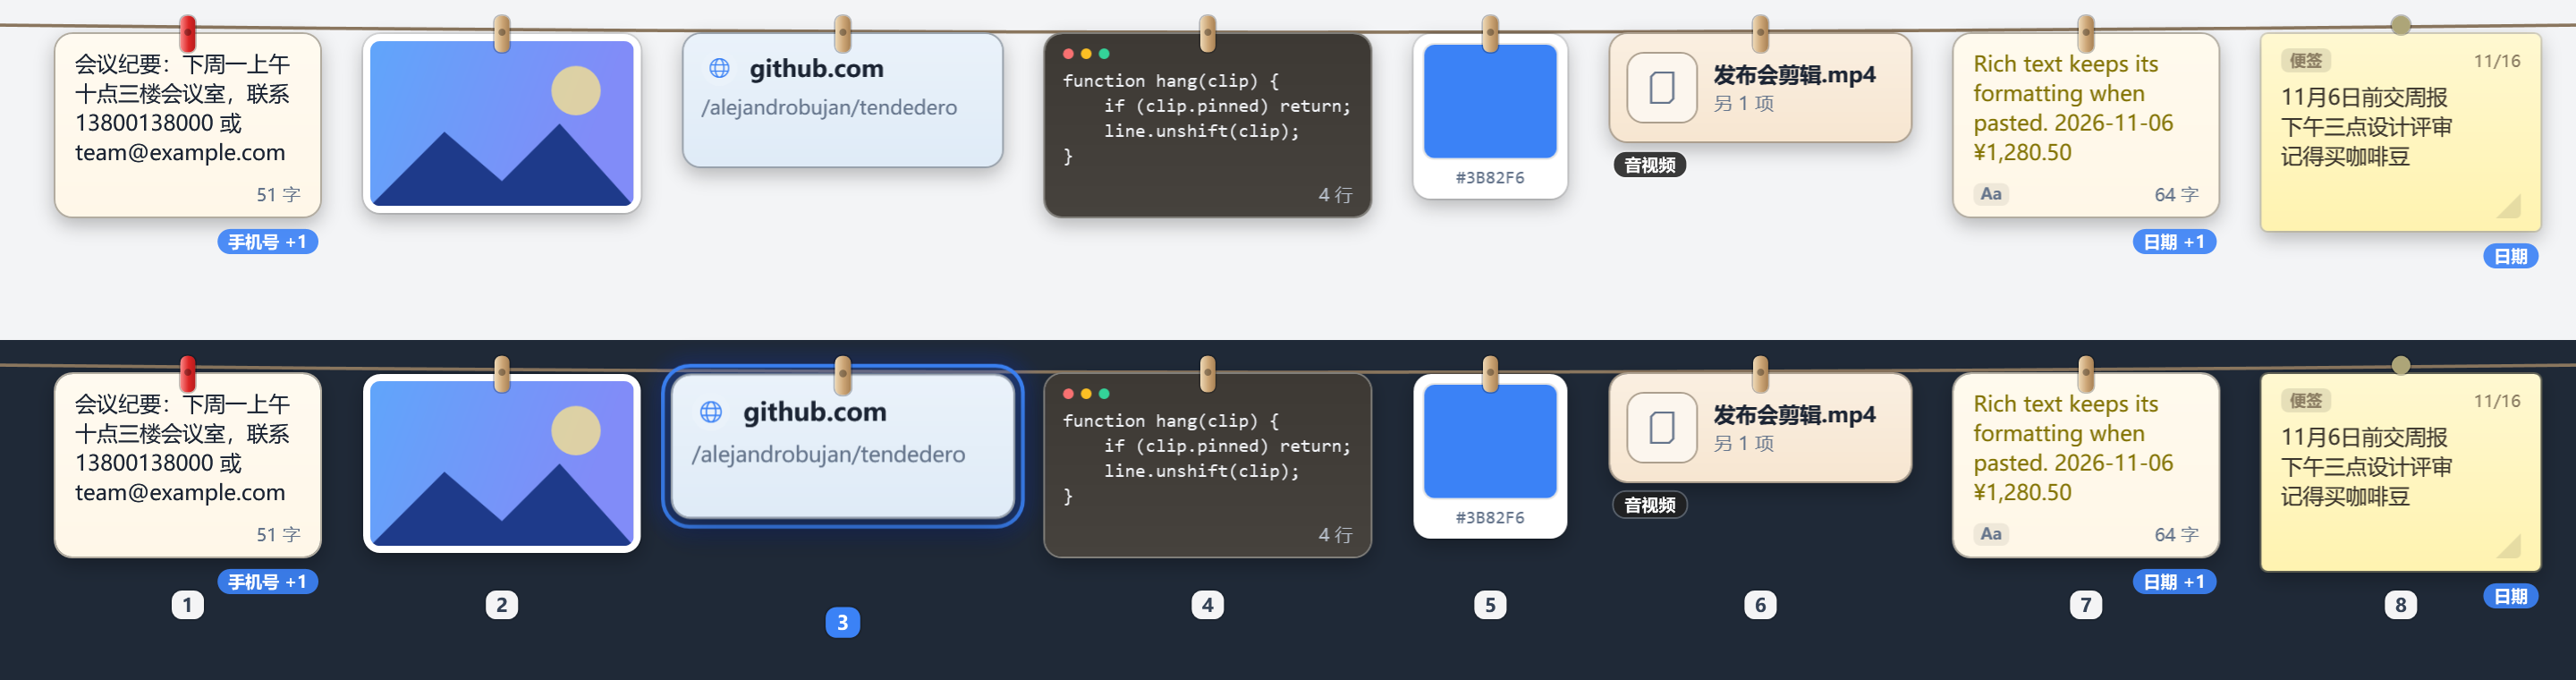 会议纪要：下周一上午
十点三楼会议室，联系
13800138000 或
team@example.com
51 字
手机号 +1
github.com
/alejandrobujan/tendedero
function hang(clip) {
    if (clip.pinned) return;
    line.unshift(clip);
}
4 行
#3B82F6
发布会剪辑.mp4
另 1 项
音视频
Rich text keeps its
formatting when
pasted. 2026-11-06
¥1,280.50
Aa
64 字
日期 +1
便签
11/16
11月6日前交周报
下午三点设计评审
记得买咖啡豆
日期
会议纪要：下周一上午
十点三楼会议室，联系
13800138000 或
team@example.com
51 字
手机号 +1
1
2
github.com
/alejandrobujan/tendedero
3
function hang(clip) {
    if (clip.pinned) return;
    line.unshift(clip);
}
4 行
4
#3B82F6
5
发布会剪辑.mp4
另 1 项
音视频
6
Rich text keeps its
formatting when
pasted. 2026-11-06
¥1,280.50
Aa
64 字
日期 +1
7
便签
11/16
11月6日前交周报
下午三点设计评审
记得买咖啡豆
日期
8